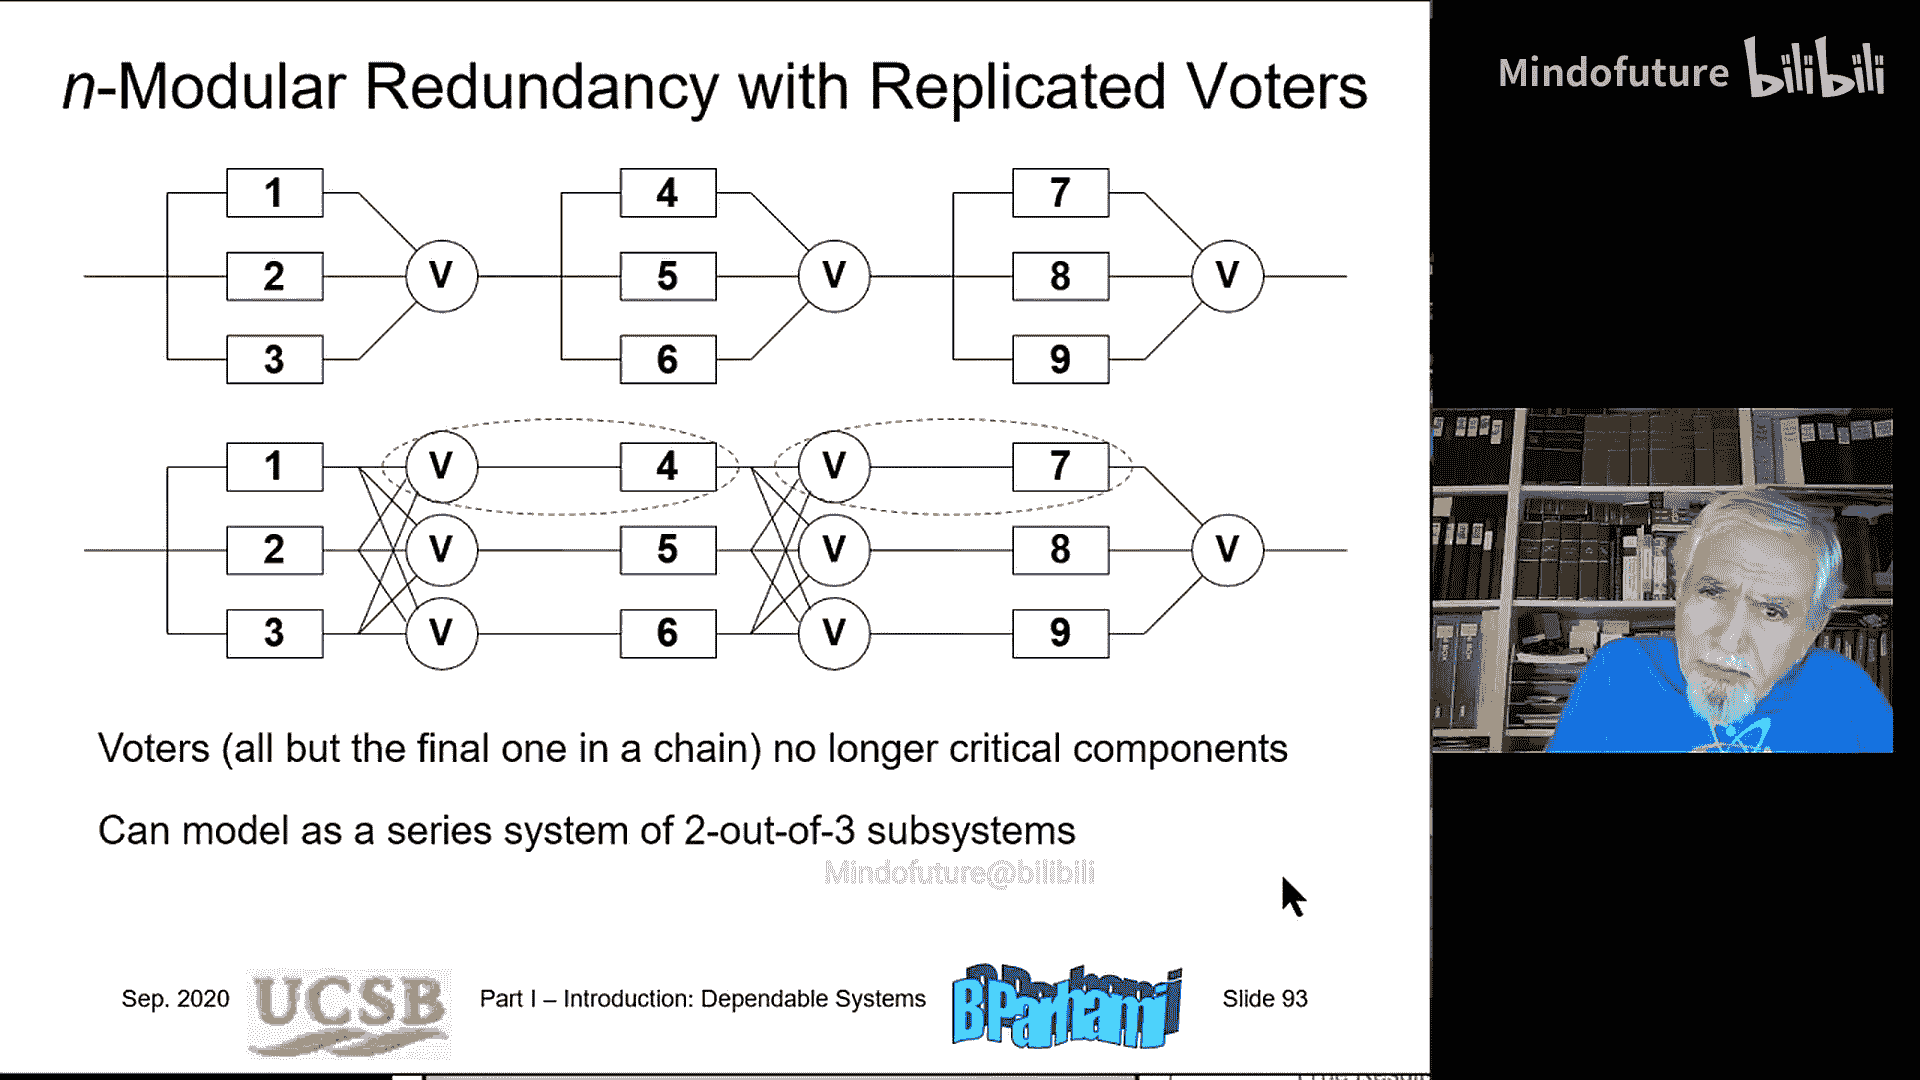 n-Modular Redundancy with Replicated Voters
Mindofuture bilibili
1 4 7
2 V 5 V 8 V
3 6 9
1 V 4 V 7
2 V 5 V 8 V
3 V 6 V 9
Voters (all but the final one in a chain) no longer critical components
Can model as a series system of 2-out-of-3 subsystems
Mindofuture@bilibili
Sep. 2020 UCSB Part I – Introduction: Dependable Systems B Parhami Slide 93